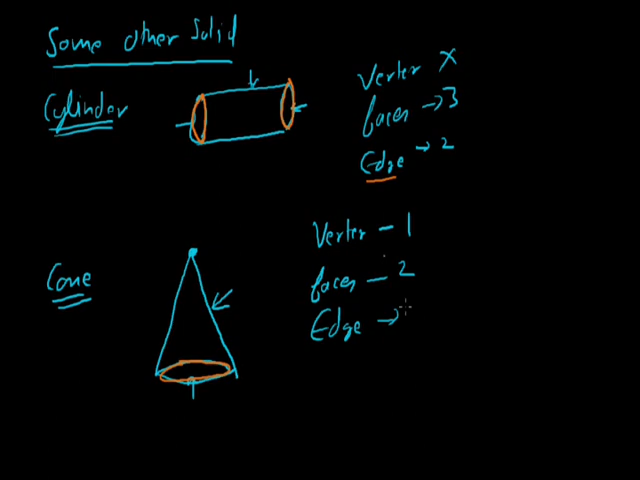 Some other Solid
Cylinder
Vertex X
faces → 3
Edge → 2
Cone
Vertex - 1
faces - 2
Edge →